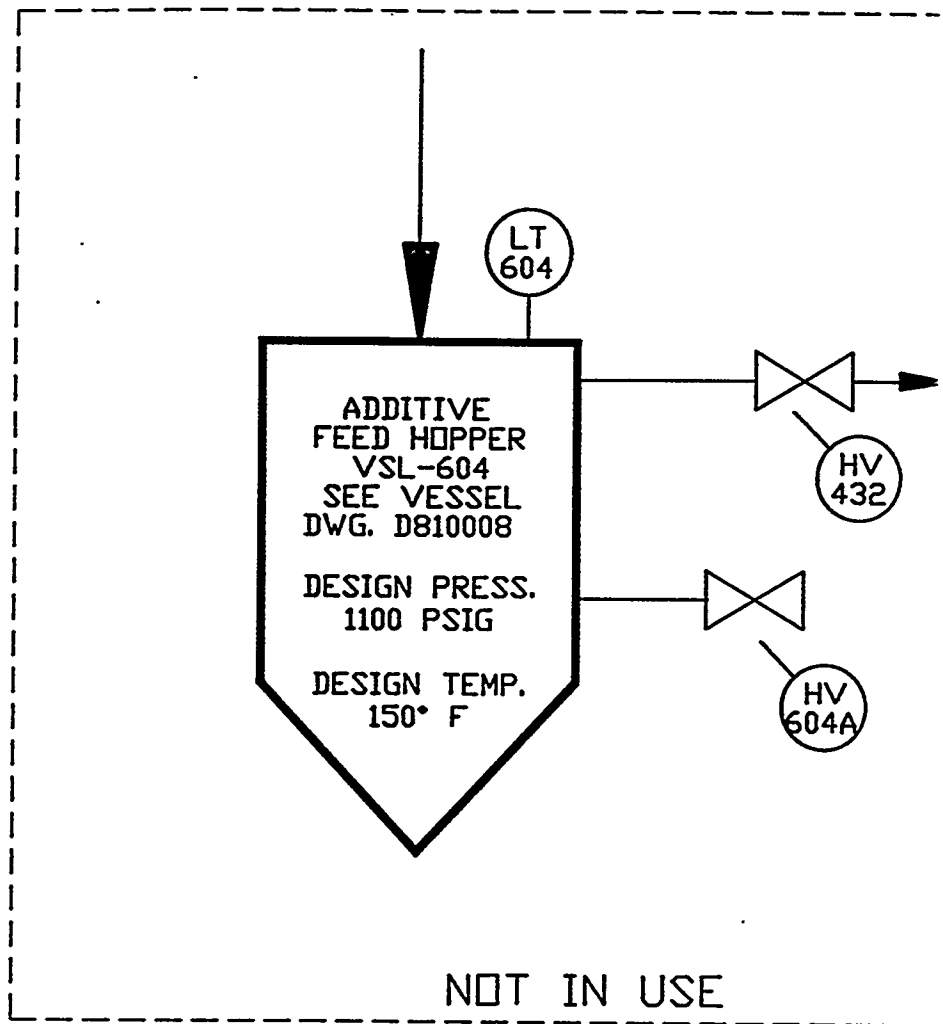 LT
604
ADDITIVE
FEED HOPPER
VSL-604
SEE VESSEL
DWG. D810008
DESIGN PRESS.
1100 PSIG
DESIGN TEMP.
150° F
HV
432
HV
604A
NOT IN USE